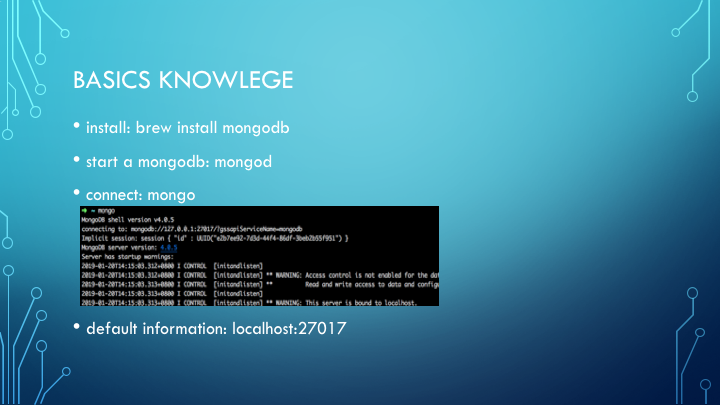 BASICS KNOWLEGE
• install: brew install mongodb
• start a mongodb: mongod
• connect: mongo
➜ ~ mongo
MongoDB shell version v4.0.5
connecting to: mongodb://127.0.0.1:27017/?gssapiServiceName=mongodb
Implicit session: session { "id" : UUID("e2b7ee92-7d3d-44f4-86df-3beb2b55f951") }
MongoDB server version: 4.0.5
Server has startup warnings:
2019-01-20T14:15:03.312+0800 I CONTROL [initandlisten]
2019-01-20T14:15:03.312+0800 I CONTROL [initandlisten] ** WARNING: Access control is not enabled for the dat
2019-01-20T14:15:03.313+0800 I CONTROL [initandlisten] ** Read and write access to data and configu
2019-01-20T14:15:03.313+0800 I CONTROL [initandlisten]
2019-01-20T14:15:03.313+0800 I CONTROL [initandlisten] ** WARNING: This server is bound to localhost.
• default information: localhost:27017